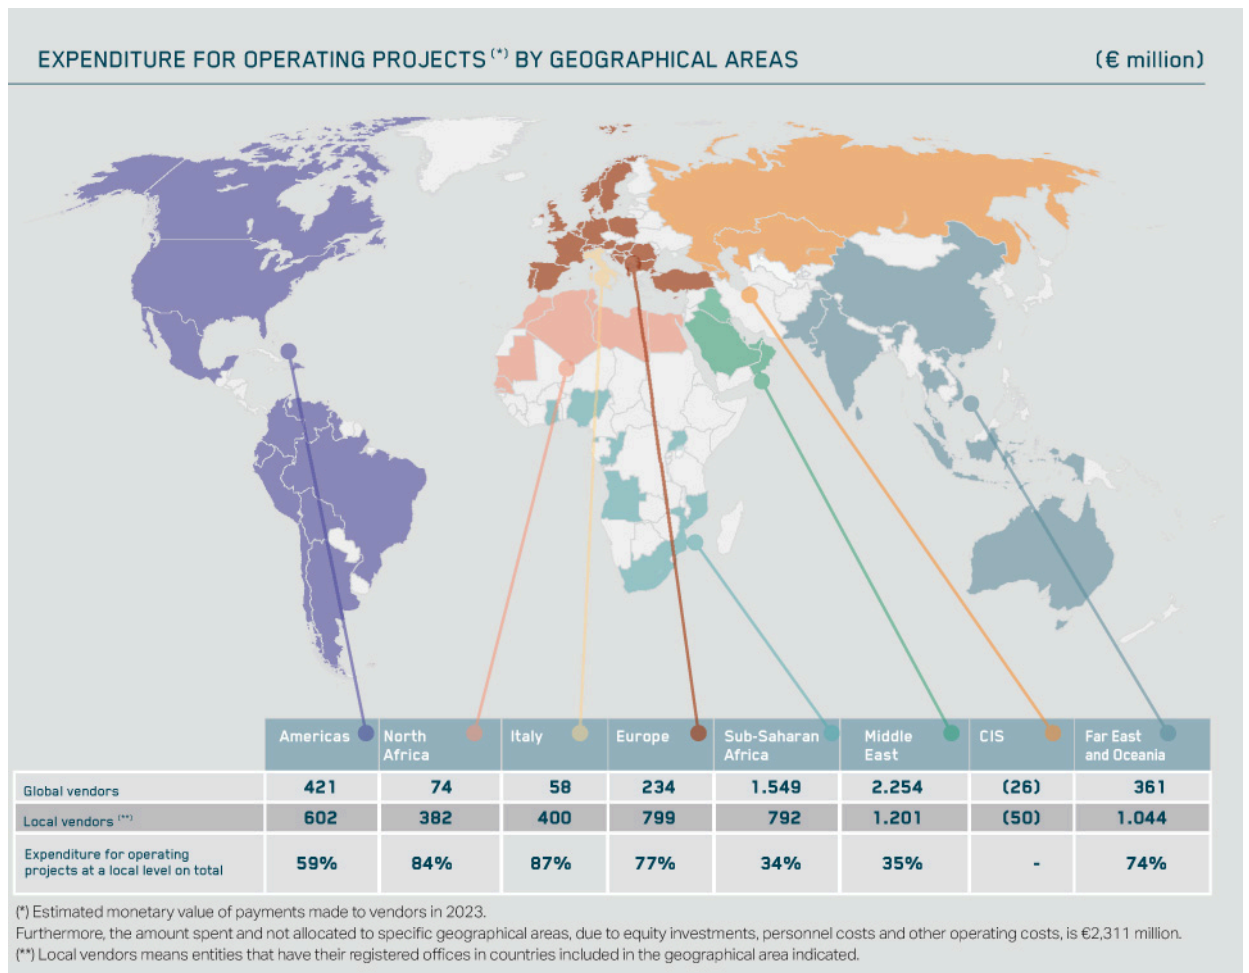 EXPENDITURE FOR OPERATING PROJECTS (*) BY GEOGRAPHICAL AREAS (€ million)
Americas North Africa Italy Europe Sub-Saharan Africa Middle East CIS Far East and Oceania
Global vendors 421 74 58 234 1.549 2.254 (26) 361
Local vendors (**) 602 382 400 799 792 1.201 (50) 1.044
Expenditure for operating projects at a local level on total 59% 84% 87% 77% 34% 35% - 74%
(*) Estimated monetary value of payments made to vendors in 2023.
Furthermore, the amount spent and not allocated to specific geographical areas, due to equity investments, personnel costs and other operating costs, is €2,311 million.
(**) Local vendors means entities that have their registered offices in countries included in the geographical area indicated.